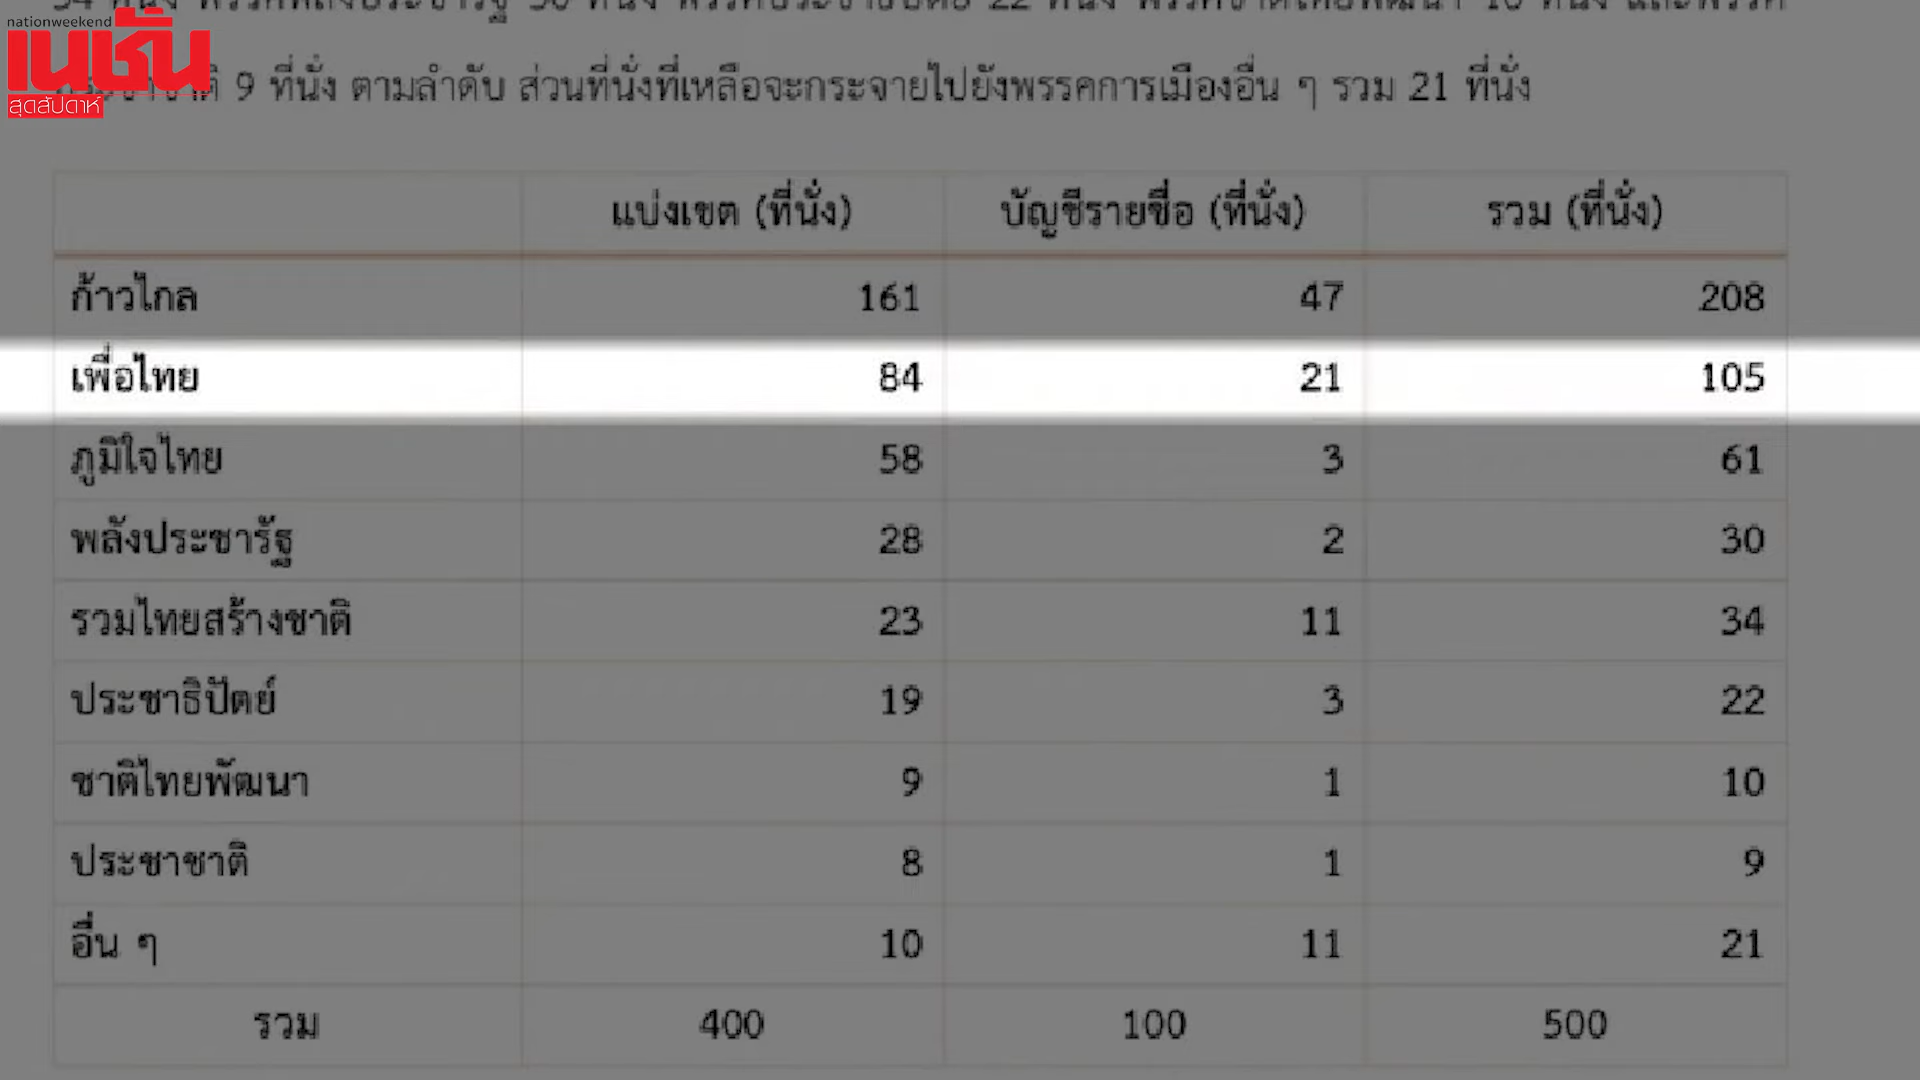 nationweekend
เนชั่น
สุดสัปดาห์
9 ที่นั่ง ตามลำดับ ส่วนที่นั่งที่เหลือจะกระจายไปยังพรรคการเมืองอื่น ๆ รวม 21 ที่นั่ง
แบ่งเขต (ที่นั่ง) บัญชีรายชื่อ (ที่นั่ง) รวม (ที่นั่ง)
ก้าวไกล 161 47 208
เพื่อไทย 84 21 105
ภูมิใจไทย 58 3 61
พลังประชารัฐ 28 2 30
รวมไทยสร้างชาติ 23 11 34
ประชาธิปัตย์ 19 3 22
ชาติไทยพัฒนา 9 1 10
ประชาชาติ 8 1 9
อื่น ๆ 10 11 21
รวม 400 100 500